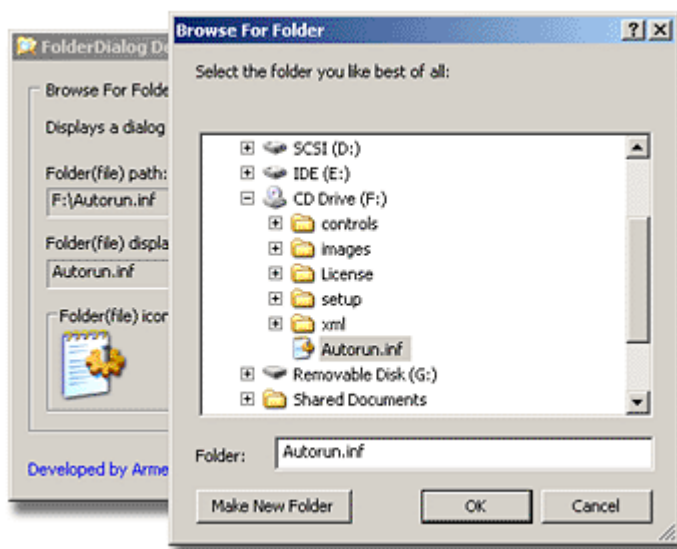 FolderDialog De
Browse For Folde
Displays a dialog
Folder(file) path:
F:\Autorun.inf
Folder(file) displa
Autorun.inf
Folder(file) icor
Developed by Arme
Browse For Folder
Select the folder you like best of all:
SCSI (D:)
IDE (E:)
CD Drive (F:)
controls
images
License
setup
xml
Autorun.inf
Removable Disk (G:)
Shared Documents
Folder:
Autorun.inf
Make New Folder
OK
Cancel